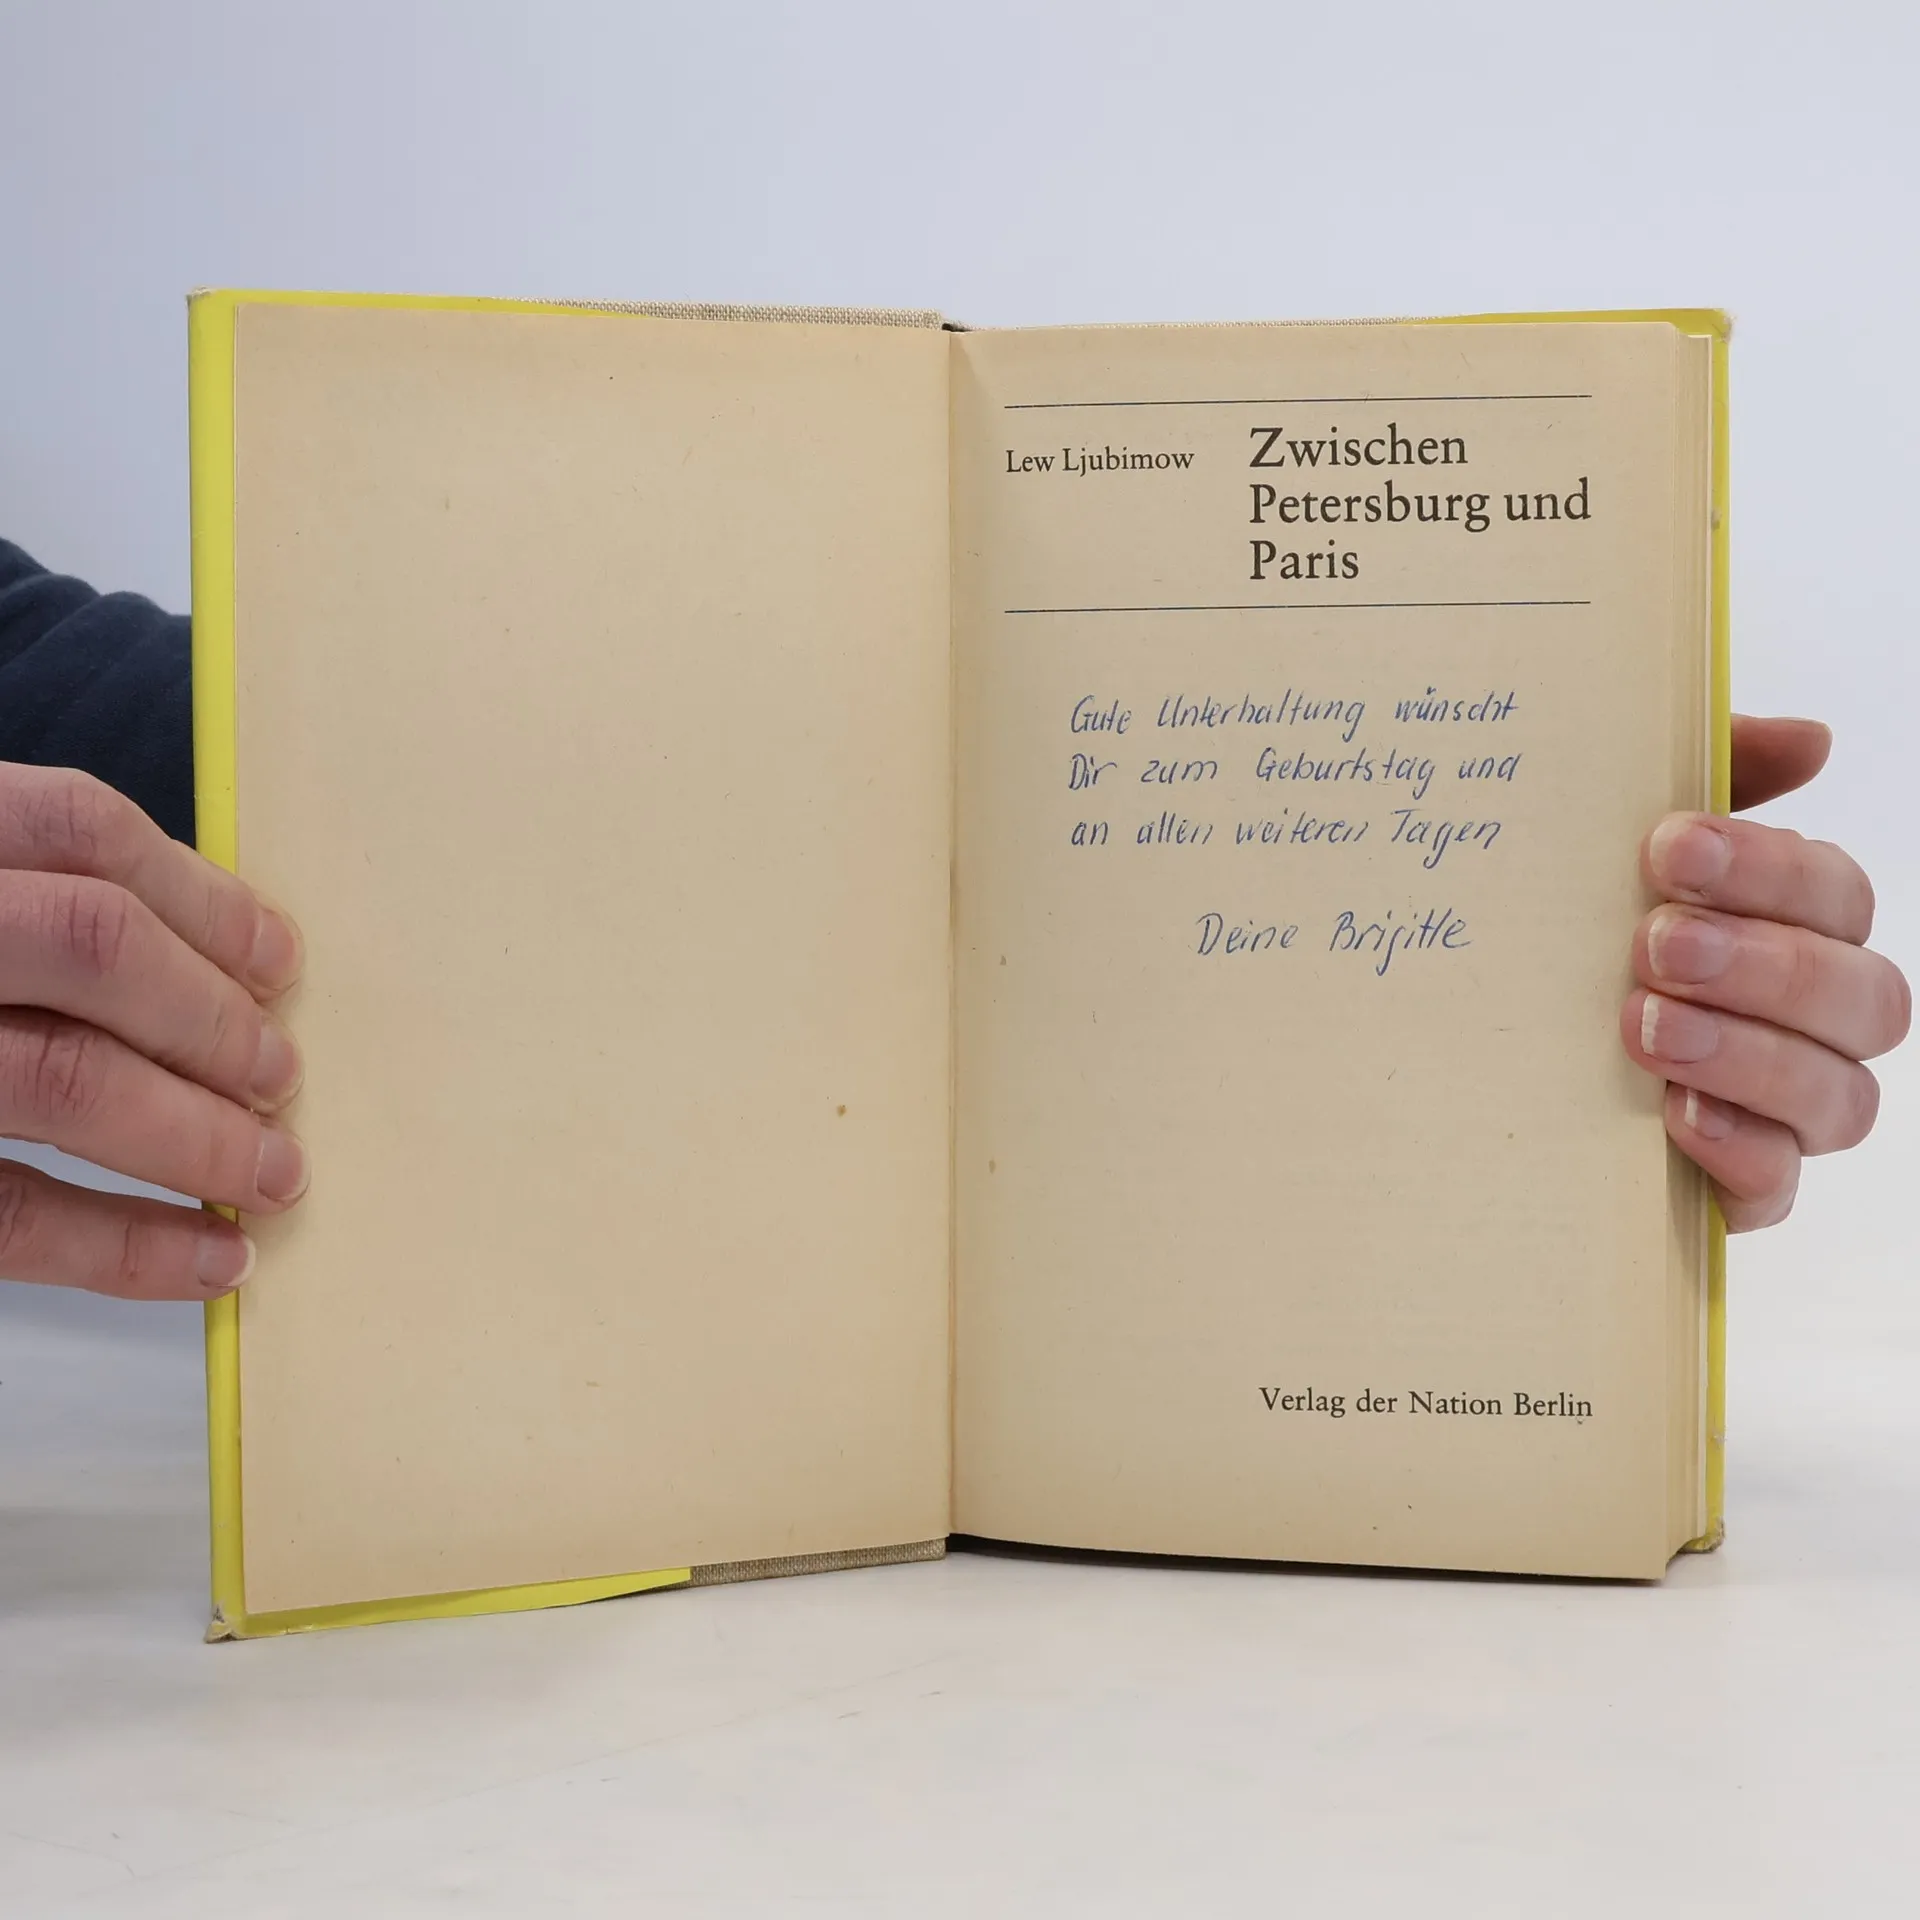 Lew Ljubimow
Zwischen
Petersburg und
Paris
Gute Unterhaltung wünscht
Dir zum Geburtstag und
an allen weiteren Tagen
Deine Brigitte
Verlag der Nation Berlin